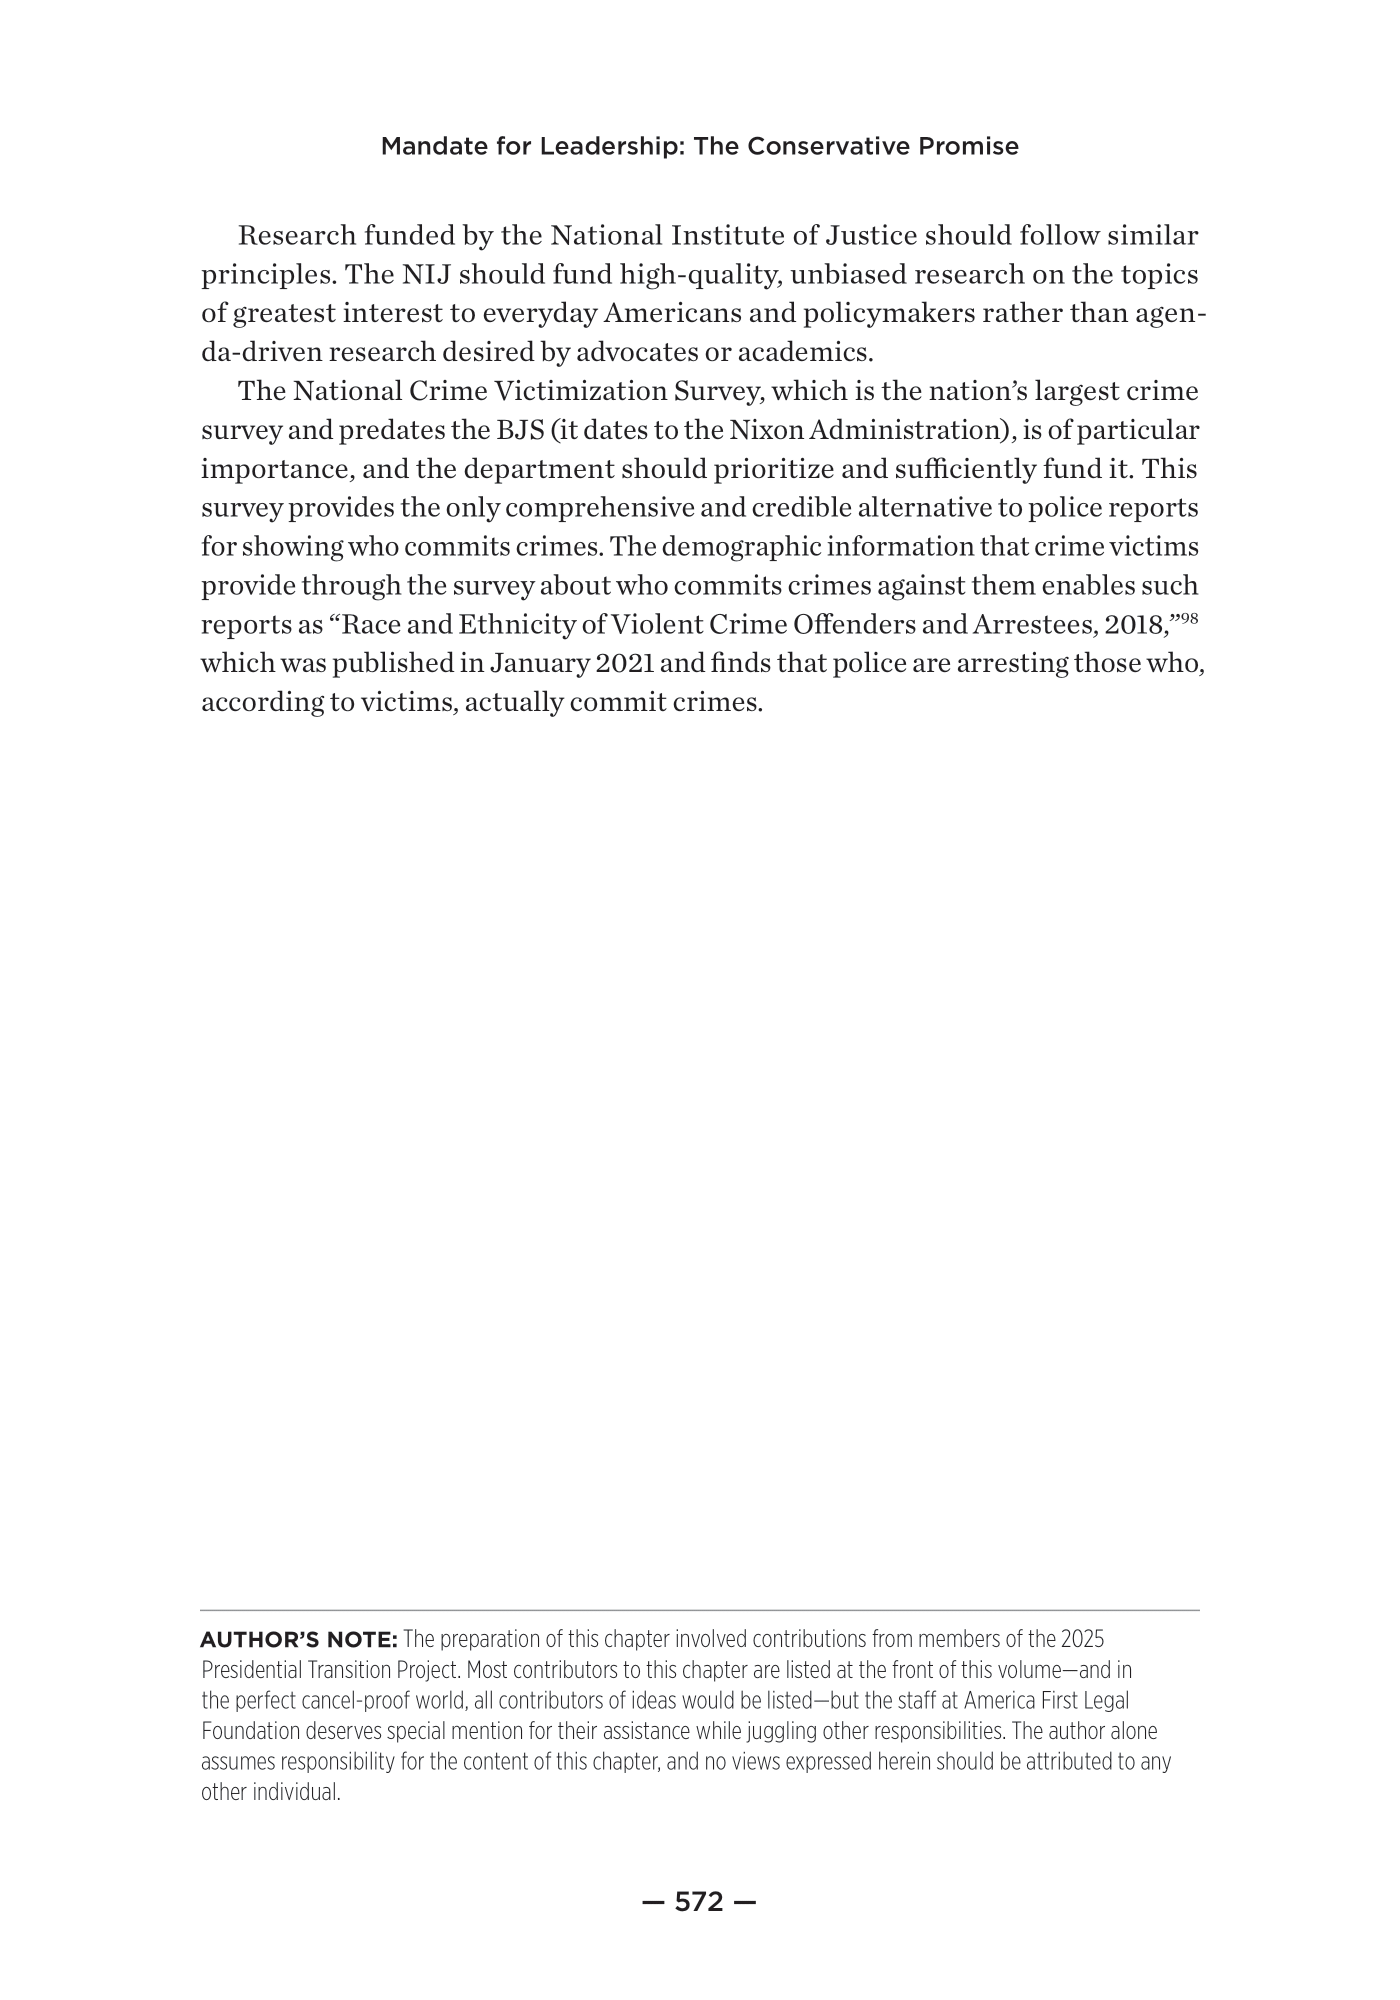 Mandate for Leadership: The Conservative Promise
Research funded by the National Institute of Justice should follow similar
principles. The NIJ should fund high-quality, unbiased research on the topics
of greatest interest to everyday Americans and policymakers rather than agen-
da-driven research desired by advocates or academics.
The National Crime Victimization Survey, which is the nation’s largest crime
survey and predates the BJS (it dates to the Nixon Administration), is of particular
importance, and the department should prioritize and sufficiently fund it. This
survey provides the only comprehensive and credible alternative to police reports
for showing who commits crimes. The demographic information that crime victims
provide through the survey about who commits crimes against them enables such
reports as “Race and Ethnicity of Violent Crime Offenders and Arrestees, 2018,”98
which was published in January 2021 and finds that police are arresting those who,
according to victims, actually commit crimes.
AUTHOR’S NOTE: The preparation of this chapter involved contributions from members of the 2025
Presidential Transition Project. Most contributors to this chapter are listed at the front of this volume—and in
the perfect cancel-proof world, all contributors of ideas would be listed—but the staff at America First Legal
Foundation deserves special mention for their assistance while juggling other responsibilities. The author alone
assumes responsibility for the content of this chapter, and no views expressed herein should be attributed to any
other individual.
— 572 —